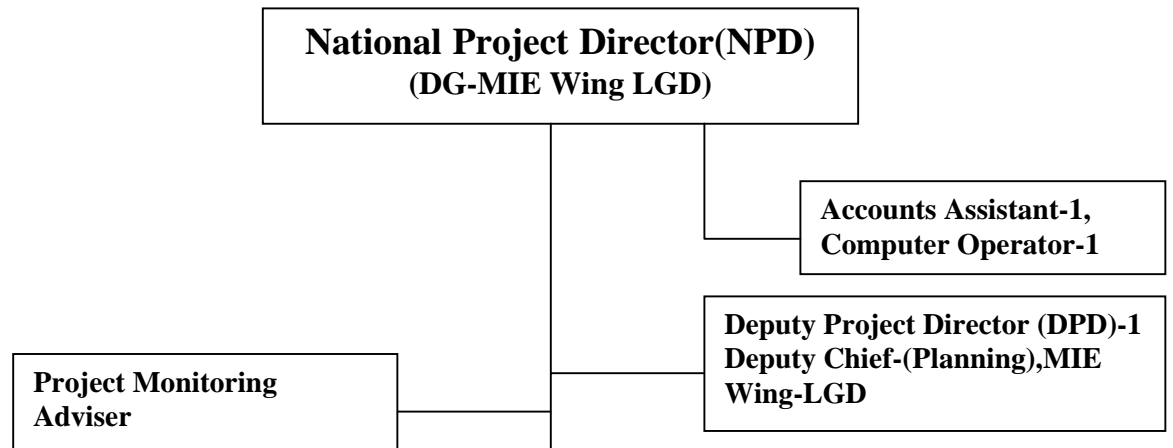 National Project Director(NPD)
(DG-MIE Wing LGD)
Accounts Assistant-1,
Computer Operator-1
Deputy Project Director (DPD)-1
Deputy Chief-(Planning),MIE
Wing-LGD
Project Monitoring
Adviser